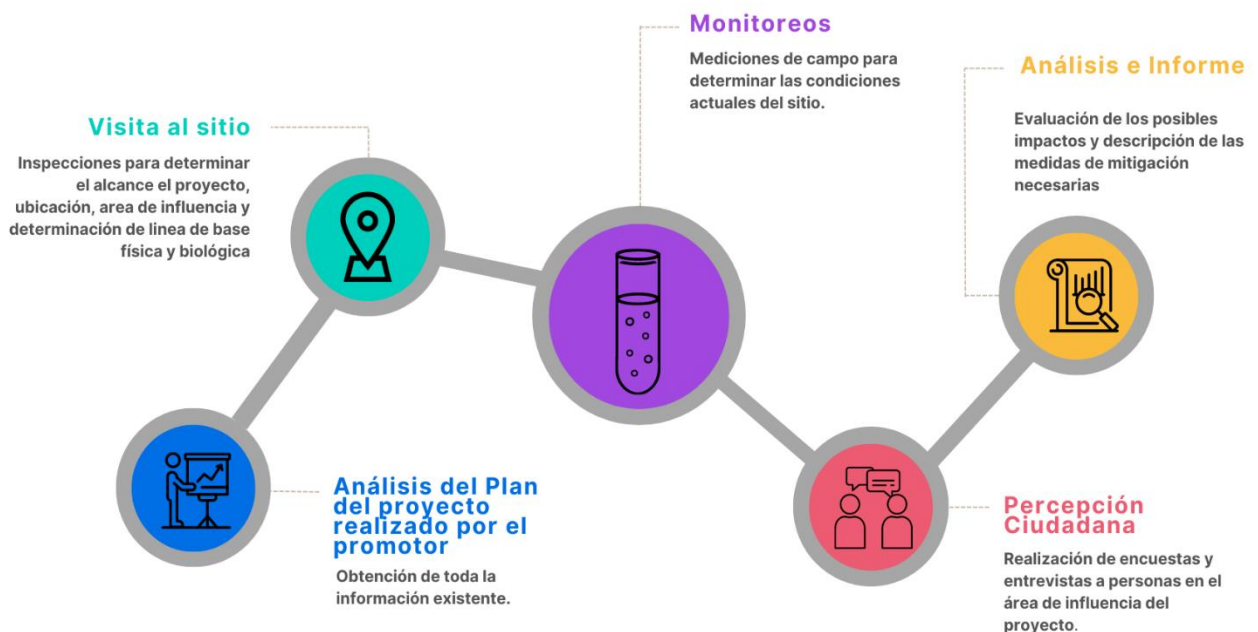 Monitoreos
Mediciones de campo para
determinar las condiciones
actuales del sitio.
Análisis e Informe
Evaluación de los posibles
impactos y descripción de las
medidas de mitigación
necesarias
Visita al sitio
Inspecciones para determinar
el alcance el proyecto,
ubicación, area de influencia y
determinación de linea de base
física y biológica
Análisis del Plan
del proyecto
realizado por el
promotor
Obtención de toda la
información existente.
Percepción
Ciudadana
Realización de encuestas y
entrevistas a personas en el
área de influencia del
proyecto.